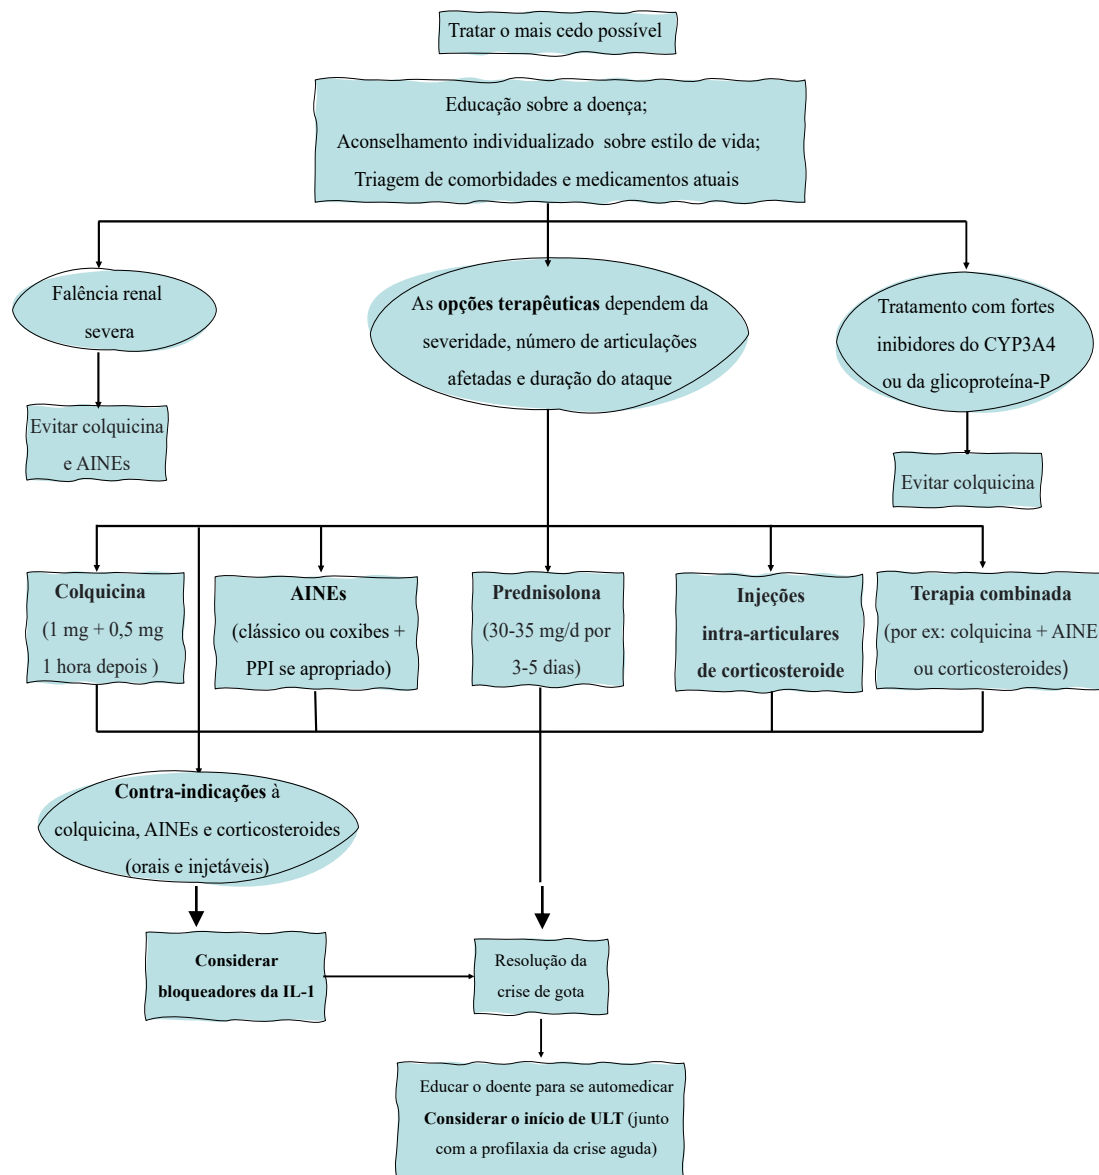 Tratar o mais cedo possível
Educação sobre a doença;
Aconselhamento individualizado sobre estilo de vida;
Triagem de comorbidades e medicamentos atuais
Falência renal
severa
As opções terapêuticas dependem da
severidade, número de articulações
afetadas e duração do ataque
Tratamento com fortes
inibidores do CYP3A4
ou da glicoproteína-P
Evitar colquicina
e AINEs
Evitar colquicina
Colquicina
(1 mg + 0,5 mg
1 hora depois )
AINEs
(clássico ou coxibes +
PPI se apropriado)
Prednisolona
(30-35 mg/d por
3-5 dias)
Injeções
intra-articulares
de corticosteroide
Terapia combinada
(por ex: colquicina + AINE
ou corticosteroides)
Contra-indicações à
colquicina, AINEs e corticosteroides
(orais e injetáveis)
Considerar
bloqueadores da IL-1
Resolução da
crise de gota
Educar o doente para se automedicar
Considerar o início de ULT (junto
com a profilaxia da crise aguda)